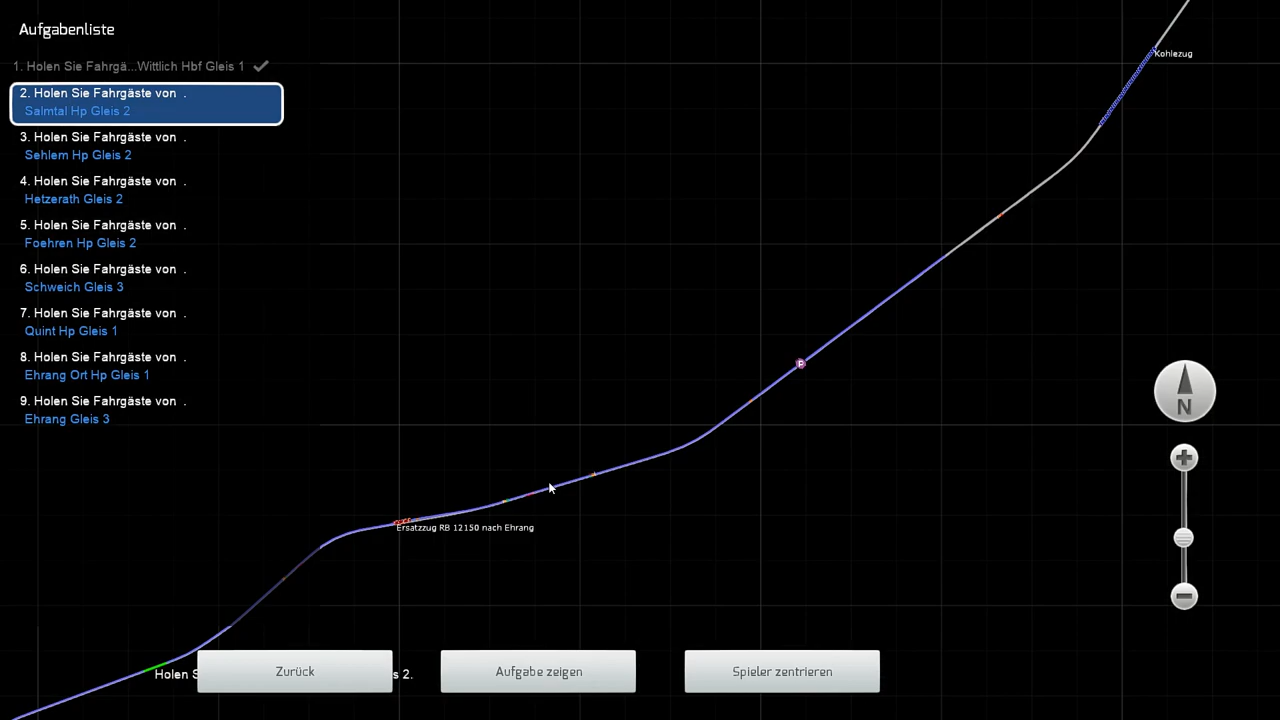 Aufgabenliste
1. Holen Sie Fahrgä...Wittlich Hbf Gleis 1
2. Holen Sie Fahrgäste von .
Salmtal Hp Gleis 2
3. Holen Sie Fahrgäste von .
Sehlem Hp Gleis 2
4. Holen Sie Fahrgäste von .
Hetzerath Gleis 2
5. Holen Sie Fahrgäste von .
Foehren Hp Gleis 2
6. Holen Sie Fahrgäste von .
Schweich Gleis 3
7. Holen Sie Fahrgäste von .
Quint Hp Gleis 1
8. Holen Sie Fahrgäste von .
Ehrang Ort Hp Gleis 1
9. Holen Sie Fahrgäste von .
Ehrang Gleis 3
Kohlezug
N
Ersatzzug RB 12150 nach Ehrang
Holen S
s 2.
Zurück
Aufgabe zeigen
Spieler zentrieren